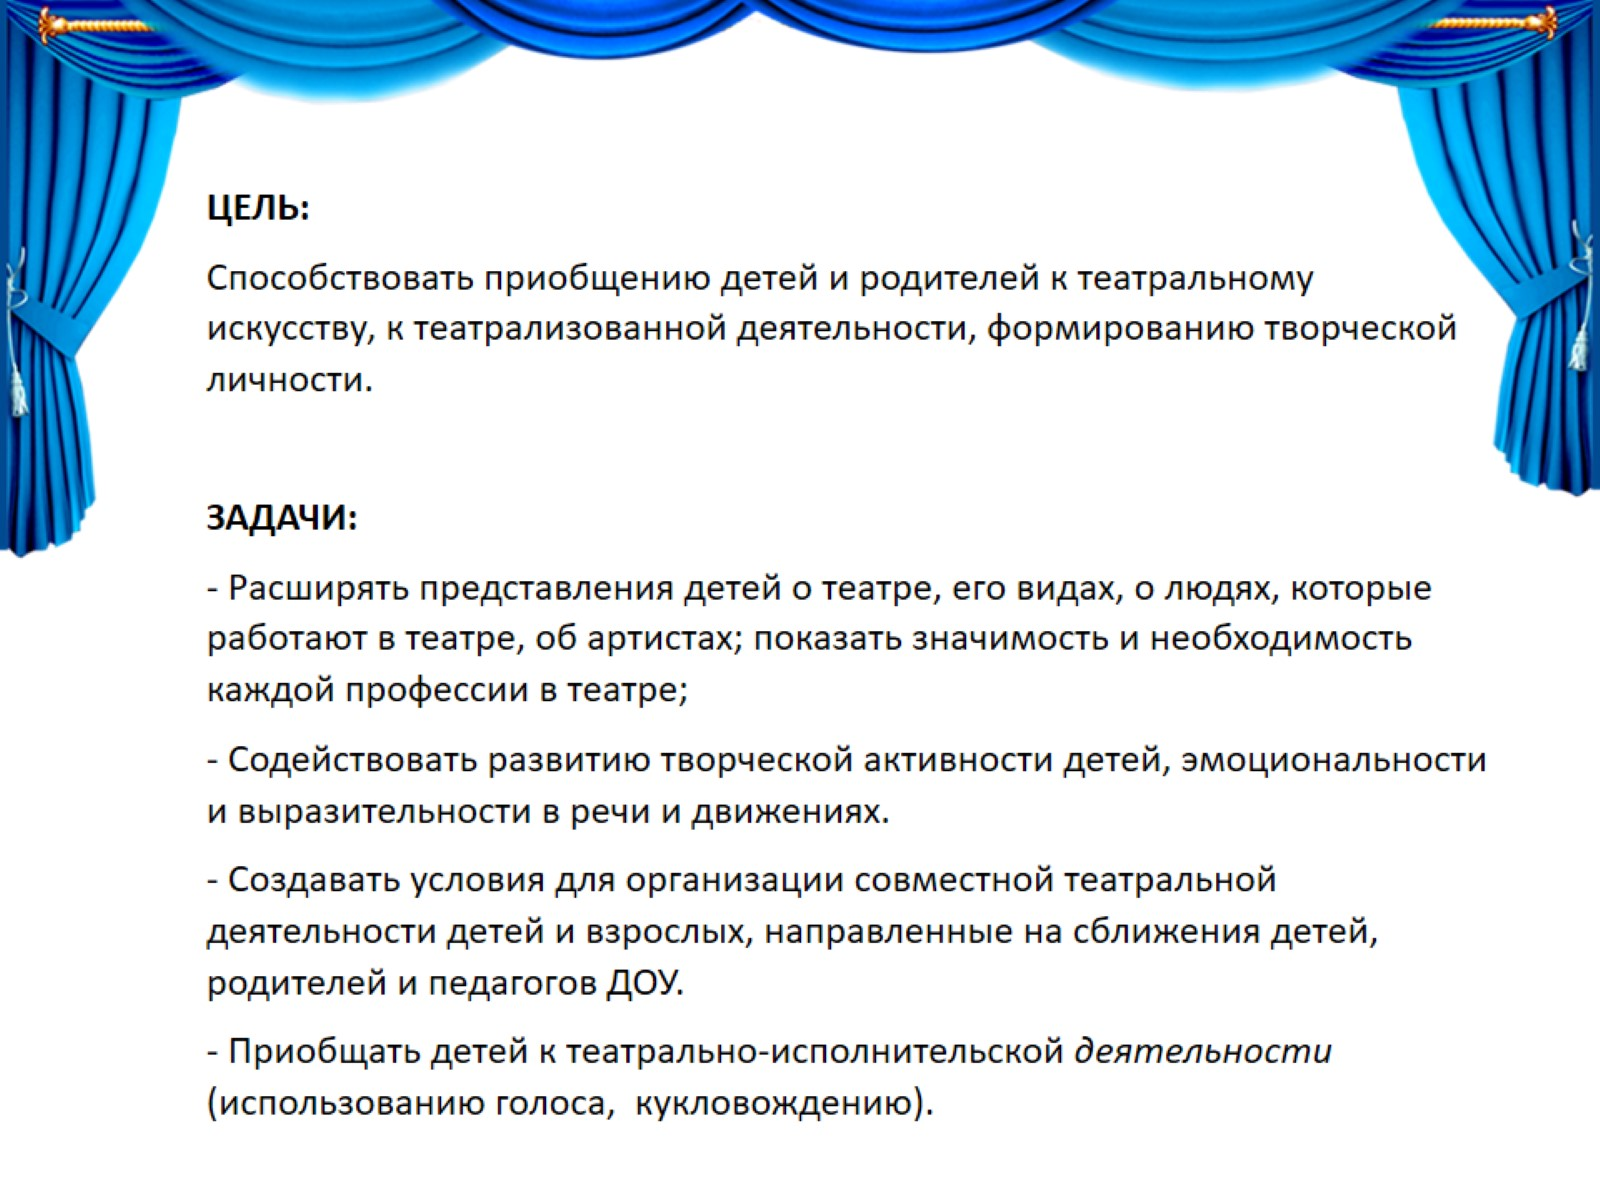 ЦЕЛЬ:
Способствовать приобщению детей и родителей к театральному
искусству, к театрализованной деятельности, формированию творческой
личности.
ЗАДАЧИ:
- Расширять представления детей о театре, его видах, о людях, которые
работают в театре, об артистах; показать значимость и необходимость
каждой профессии в театре;
- Содействовать развитию творческой активности детей, эмоциональности
и выразительности в речи и движениях.
- Создавать условия для организации совместной театральной
деятельности детей и взрослых, направленные на сближения детей,
родителей и педагогов ДОУ.
- Приобщать детей к театрально-исполнительской деятельности
(использованию голоса,  кукловождению).